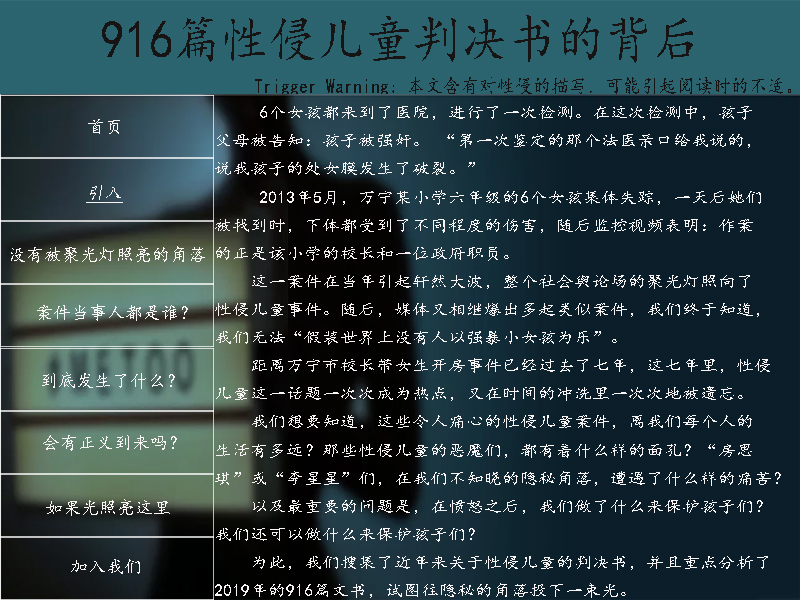 916篇性侵儿童判决书的背后
Trigger Warning: 本文含有对性侵的描写，可能引起阅读时的不适。
首页
引入
没有被聚光灯照亮的角落
案件当事人都是谁？
到底发生了什么？
会有正义到来吗？
如果光照亮这里
加入我们
6个女孩都来到了医院，进行了一次检测。在这次检测中，孩子
父母被告知：孩子被强奸。 “第一次鉴定的那个法医亲口给我说的，
说我孩子的处女膜发生了破裂。”
2013年5月，万宁某小学六年级的6个女孩集体失踪，一天后她们
被找到时，下体都受到了不同程度的伤害，随后监控视频表明：作案
的正是该小学的校长和一位政府职员。
这一案件在当年引起轩然大波，整个社会舆论场的聚光灯照向了
性侵儿童事件。随后，媒体又相继爆出多起类似案件，我们终于知道，
我们无法“假装世界上没有人以强暴小女孩为乐”。
距离万宁市校长带女生开房事件已经过去了七年，这七年里，性侵
儿童这一话题一次次成为热点，又在时间的冲洗里一次次地被遗忘。
我们想要知道，这些令人痛心的性侵儿童案件，离我们每个人的
生活有多远？那些性侵儿童的恶魔们，都有着什么样的面孔？“房思
琪”或“李星星”们，在我们不知晓的隐秘角落，遭遇了什么样的痛苦？
以及最重要的问题是，在愤怒之后，我们做了什么来保护孩子们？
我们还可以做什么来保护孩子们？
为此，我们搜集了近年来关于性侵儿童的判决书，并且重点分析了
2019年的916篇文书，试图往隐秘的角落投下一束光。